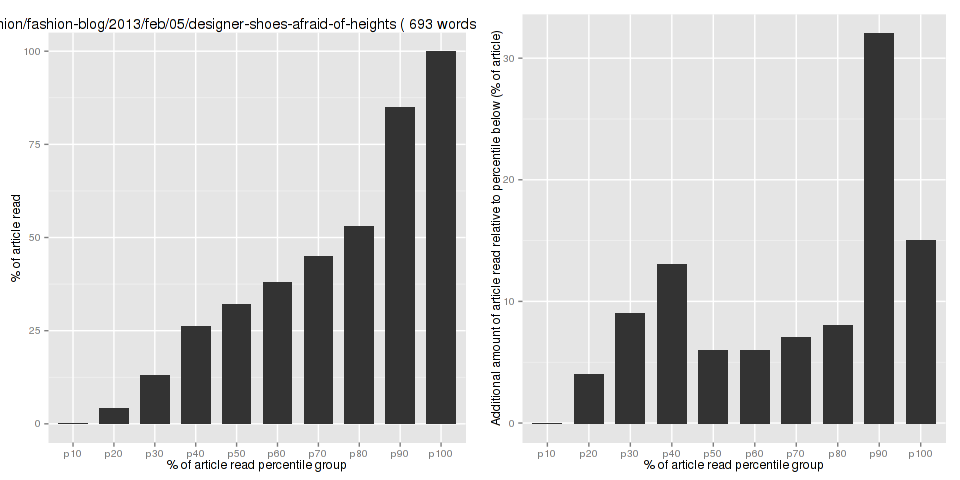 nion/fashion-blog/2013/feb/05/designer-shoes-afraid-of-heights ( 693 words
% of article read
100
75
50
25
0
p10 p20 p30 p40 p50 p60 p70 p80 p90 p100
% of article read percentile group
Additional amount of article read relative to percentile below (% of article)
30
20
10
0
p10 p20 p30 p40 p50 p60 p70 p80 p90 p100
% of article read percentile group